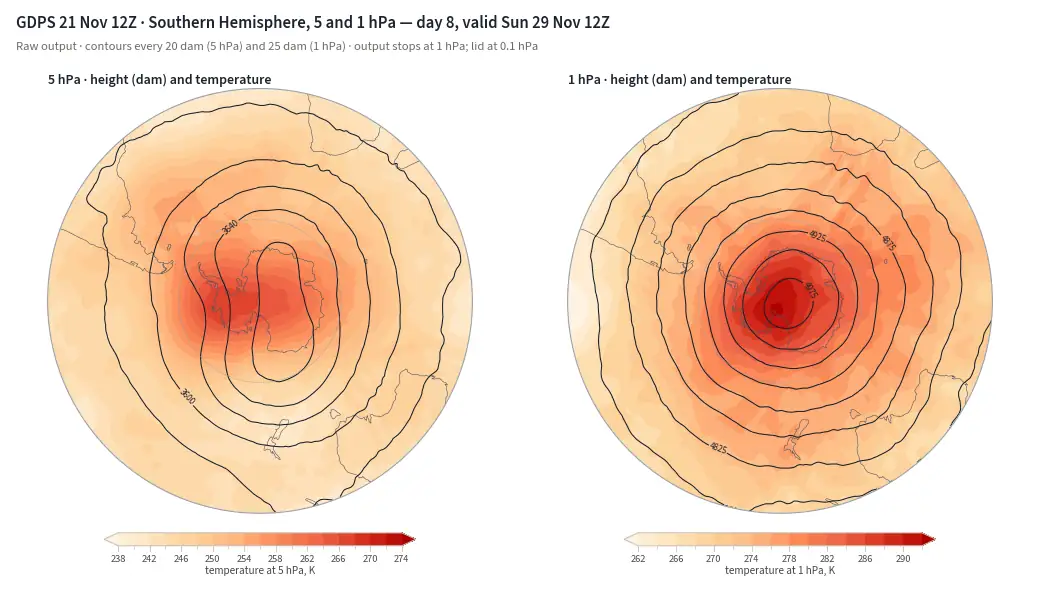 GDPS 21 Nov 12Z · Southern Hemisphere, 5 and 1 hPa — day 8, valid Sun 29 Nov 12Z
Raw output · contours every 20 dam (5 hPa) and 25 dam (1 hPa) · output stops at 1 hPa; lid at 0.1 hPa
5 hPa · height (dam) and temperature
1 hPa · height (dam) and temperature
3640
3600
4925
4875
4975
4825
238 242 246 250 254 258 262 266 270 274
temperature at 5 hPa, K
262 266 270 274 278 282 286 290
temperature at 1 hPa, K